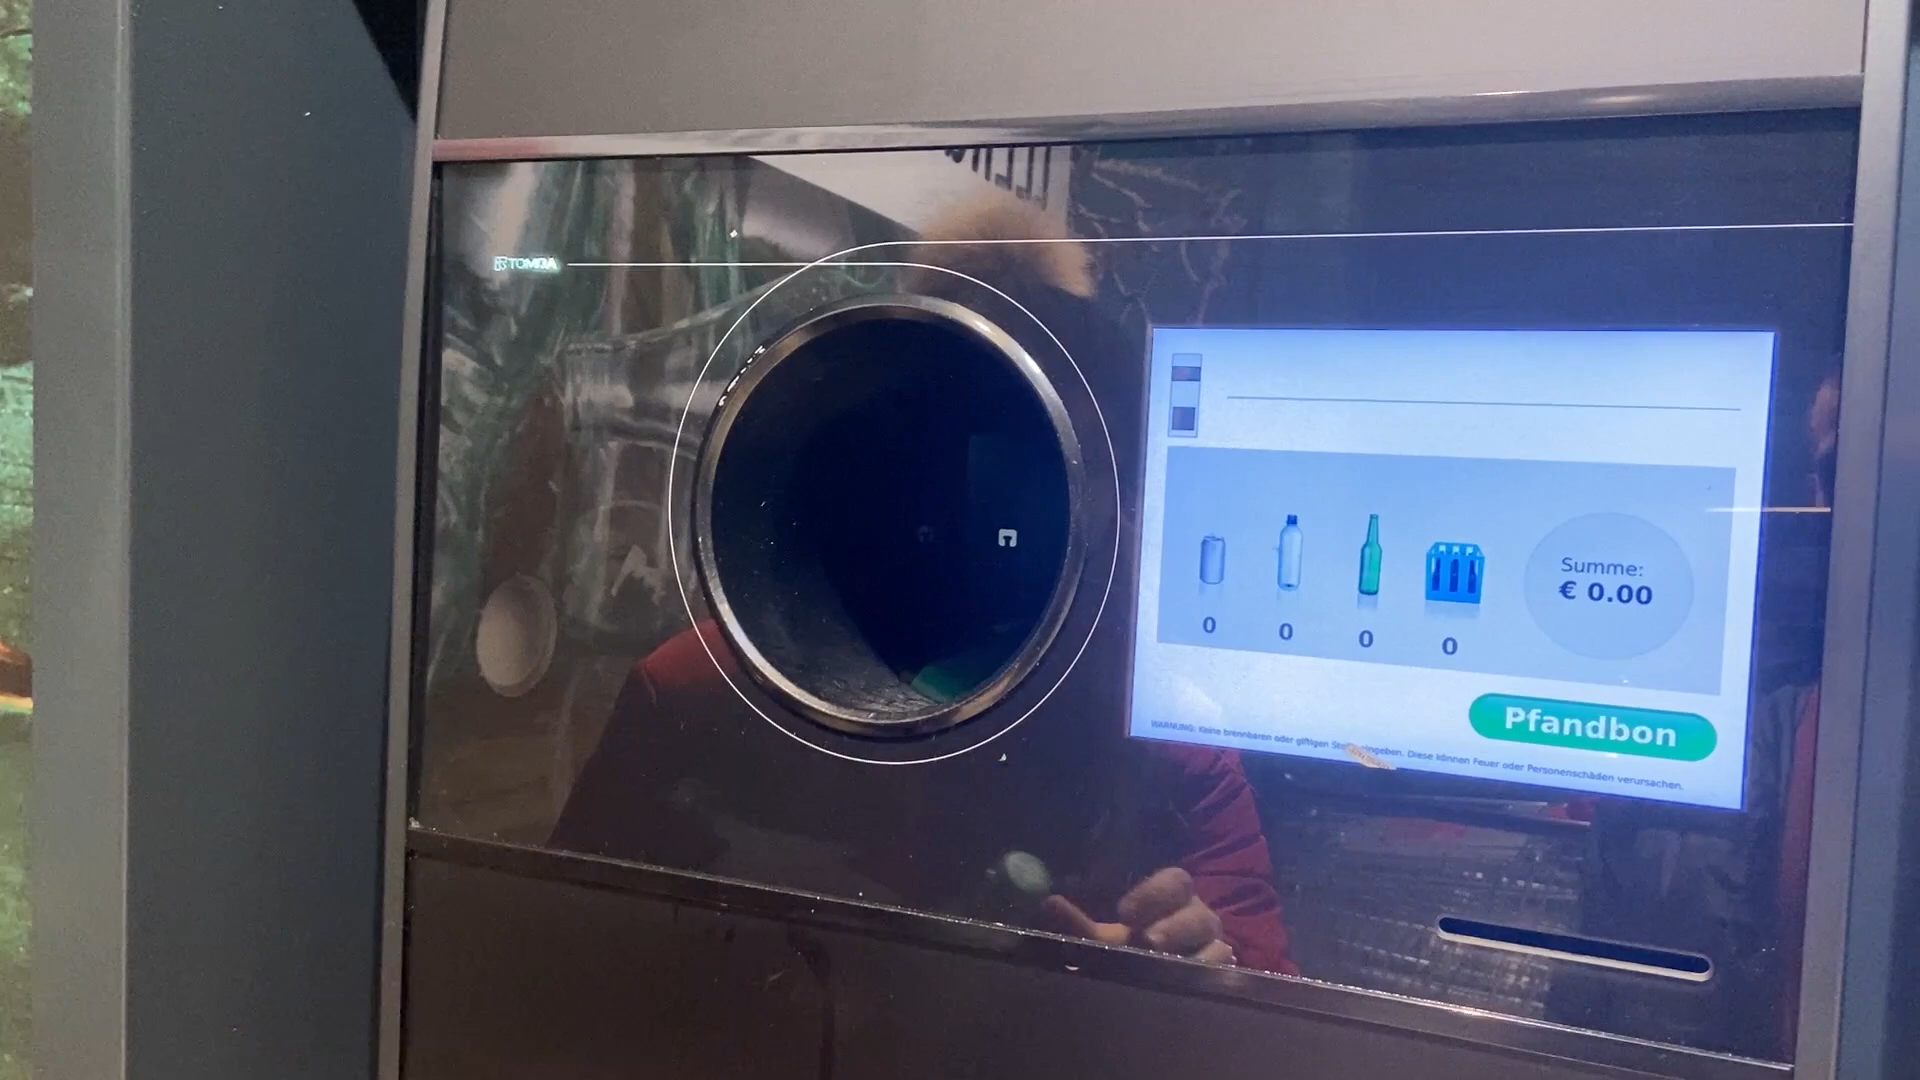 TOMRA
0
0
0
0
Summe:
€ 0.00
Pfandbon
WARNUNG: Keine brennbaren oder giftigen eingeben. Diese können Feuer oder Personenschäden verursachen.